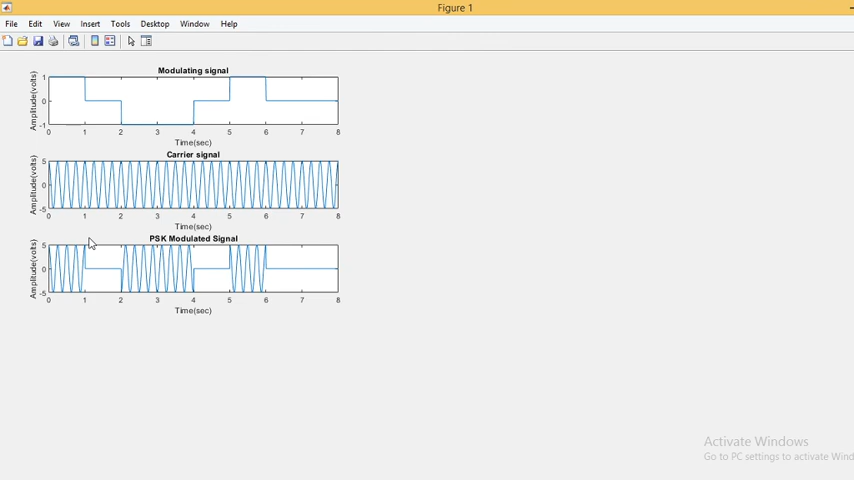 Figure 1
File Edit View Insert Tools Desktop Window Help
Modulating signal
Amplitude(volts)
1
0
-1
0 1 2 3 4 5 6 7 8
Time(sec)
Carrier signal
Amplitude(volts)
5
0
-5
0 1 2 3 4 5 6 7 8
Time(sec)
PSK Modulated Signal
Amplitude(volts)
5
0
-5
0 1 2 3 4 5 6 7 8
Time(sec)
Activate Windows
Go to PC settings to activate Wind